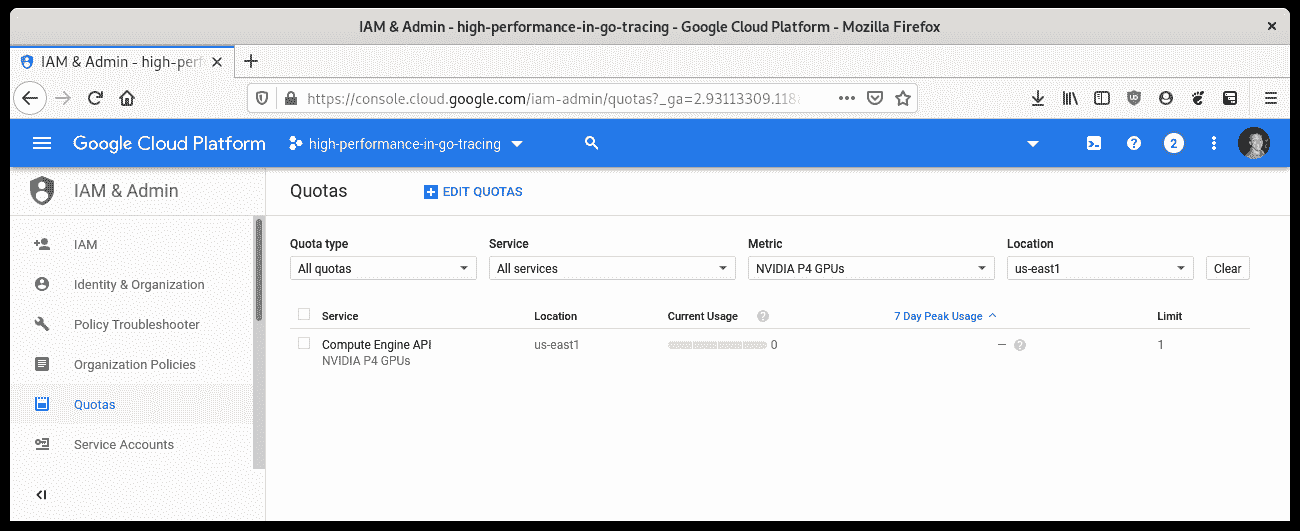 IAM & Admin - high-performance-in-go-tracing - Google Cloud Platform - Mozilla Firefox
IAM & Admin - high-perf
https://console.cloud.google.com/iam-admin/quotas?_ga=2.93113309.118
Google Cloud Platform high-performance-in-go-tracing 2
IAM & Admin
Quotas EDIT QUOTAS
IAM
Identity & Organization
Policy Troubleshooter
Organization Policies
Quotas
Service Accounts
Quota type Service Metric Location
All quotas All services NVIDIA P4 GPUs us-east1 Clear
Service Location Current Usage ? 7 Day Peak Usage Limit
Compute Engine API us-east1 0 — ? 1
NVIDIA P4 GPUs